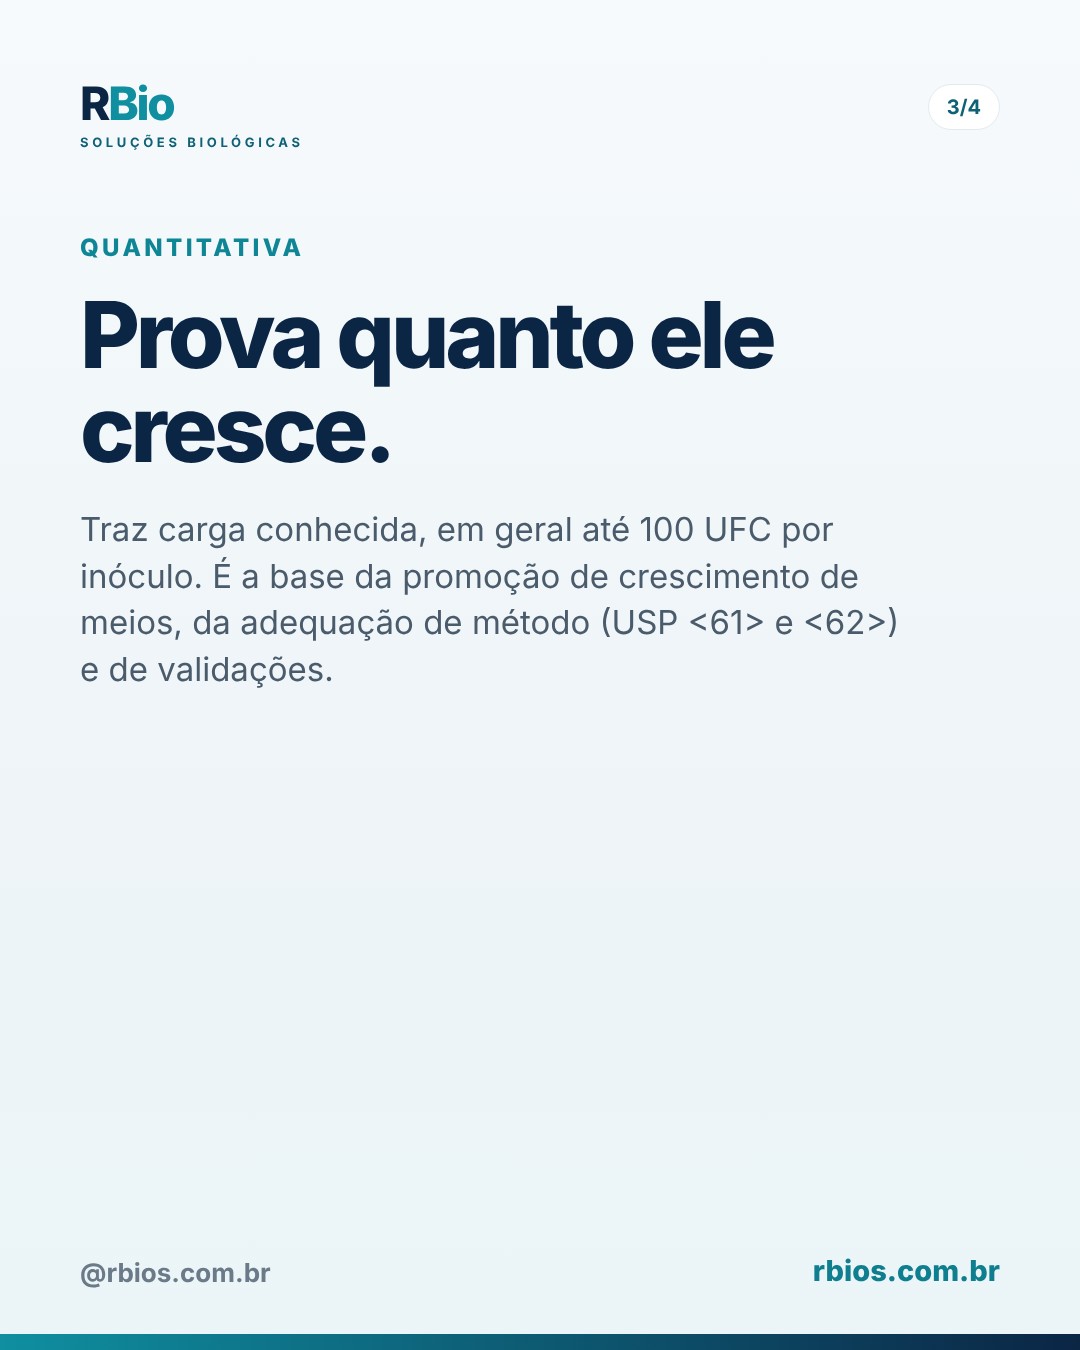 RBio
SOLUÇÕES BIOLÓGICAS
3/4
QUANTITATIVA
Prova quanto ele
cresce.
Traz carga conhecida, em geral até 100 UFC por
inóculo. É a base da promoção de crescimento de
meios, da adequação de método (USP <61> e <62>)
e de validações.
@rbios.com.br
rbios.com.br